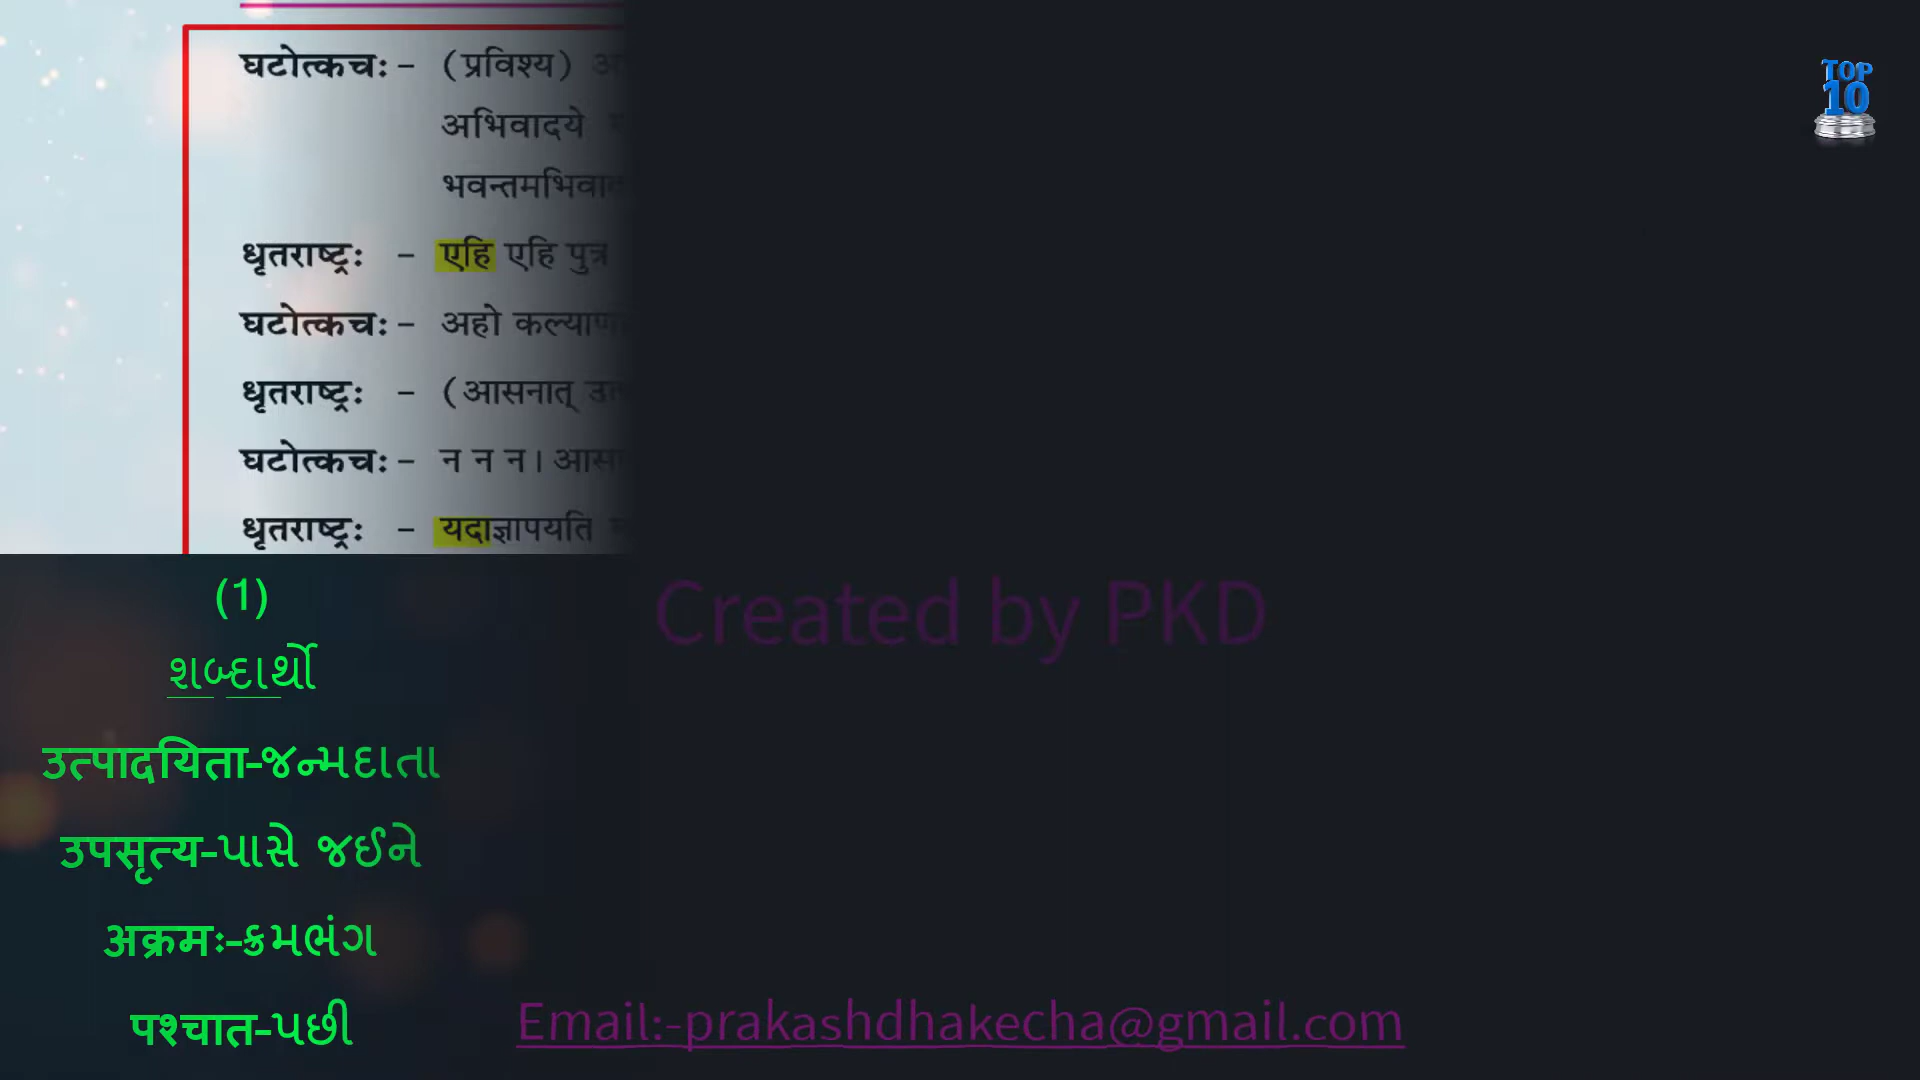 घटोत्कचः - (प्रविश्य)
अभिवादये
धृतराष्ट्रः - एहि एहि पुत्र
घटोत्कचः - अहो
धृतराष्ट्रः - (आसनात्
घटोत्कचः - न न न।
धृतराष्ट्रः - यदाज्ञापयति
(1)
શબ્દાર્થો
उत्पादयिता-જન્મદાતા
उपसृत्य-પાસે જઈને
अक्रमः-ક્રમભંગ
पश्चात-પછી
TOP
10
Created by PKD
Email:-prakashdhakecha@gmail.com